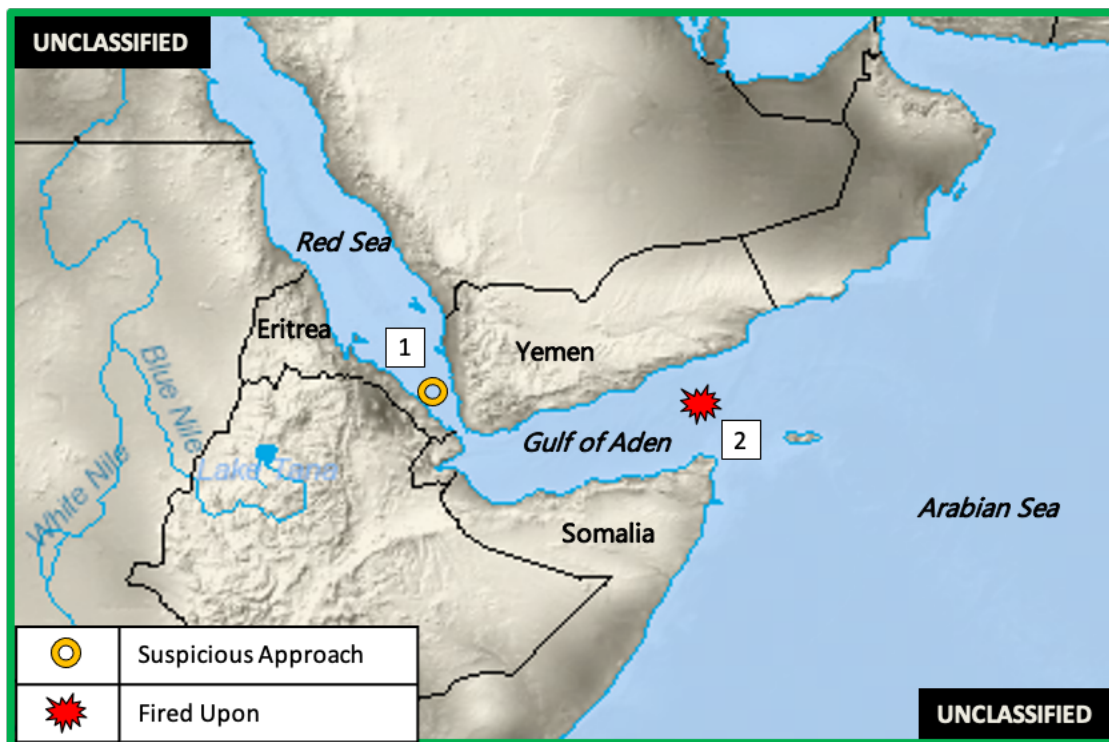 UNCLASSIFIED
Red Sea
Eritrea
1
Yemen
Blue Nile
2
Gulf of Aden
Lake Tana
White Nile
Arabian Sea
Somalia
Suspicious Approach
Fired Upon
UNCLASSIFIED